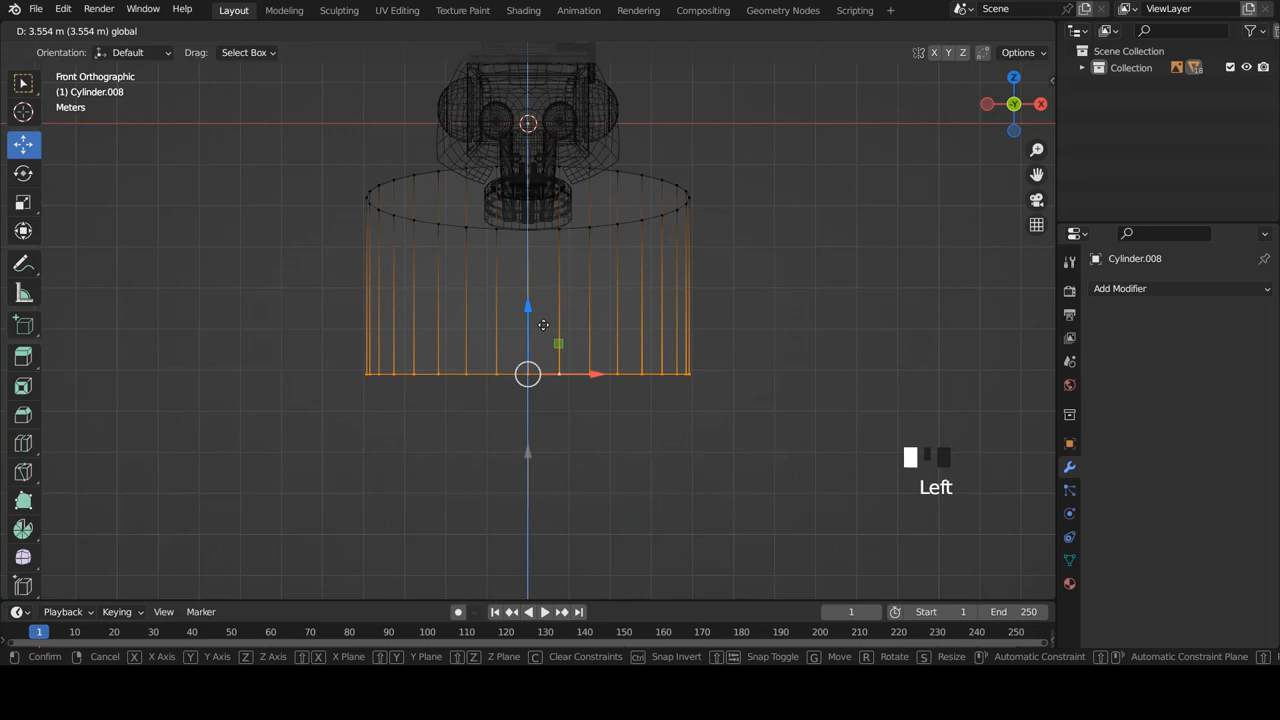 File Edit Render Window Help Layout Modeling Sculpting UV Editing Texture Paint Shading Animation Rendering Compositing Geometry Nodes Scripting Scene ViewLayer
D: 3.554 m (3.554 m) global
Orientation: Default Drag: Select Box X Y Z Options
Scene Collection
Collection 18
Front Orthographic
(1) Cylinder.008
Meters
Z
-Y X
Cylinder.008
Add Modifier
Left
Playback Keying View Marker 1 Start 1 End 250
1 10 20 30 40 50 60 70 80 90 100 110 120 130 140 150 160 170 180 190 200 210 220 230 240 250
Confirm Cancel X X Axis Y Y Axis Z Z Axis X X Plane Y Y Plane Z Z Plane C Clear Constraints Ctrl Snap Invert Snap Toggle G Move R Rotate S Resize Automatic Constraint Automatic Constraint Plane